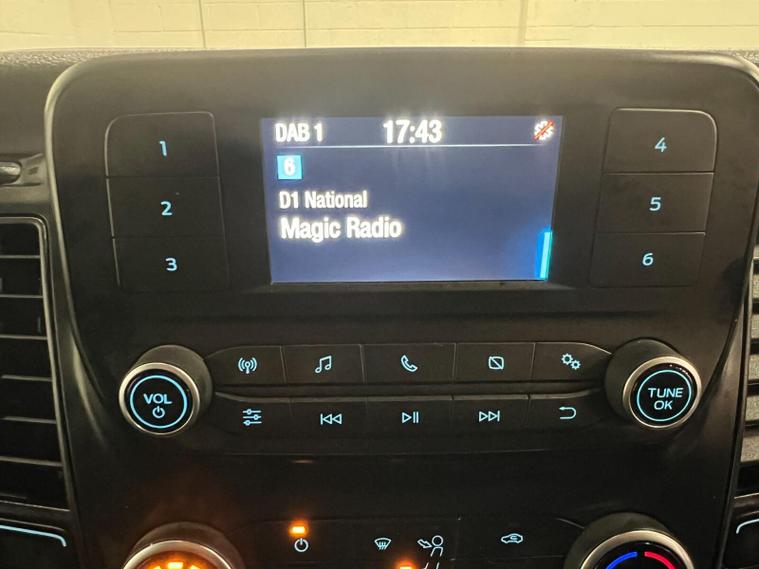 DAB 1 17:43
6
D1 National
Magic Radio
1
2
3
4
5
6
VOL
TUNE
OK